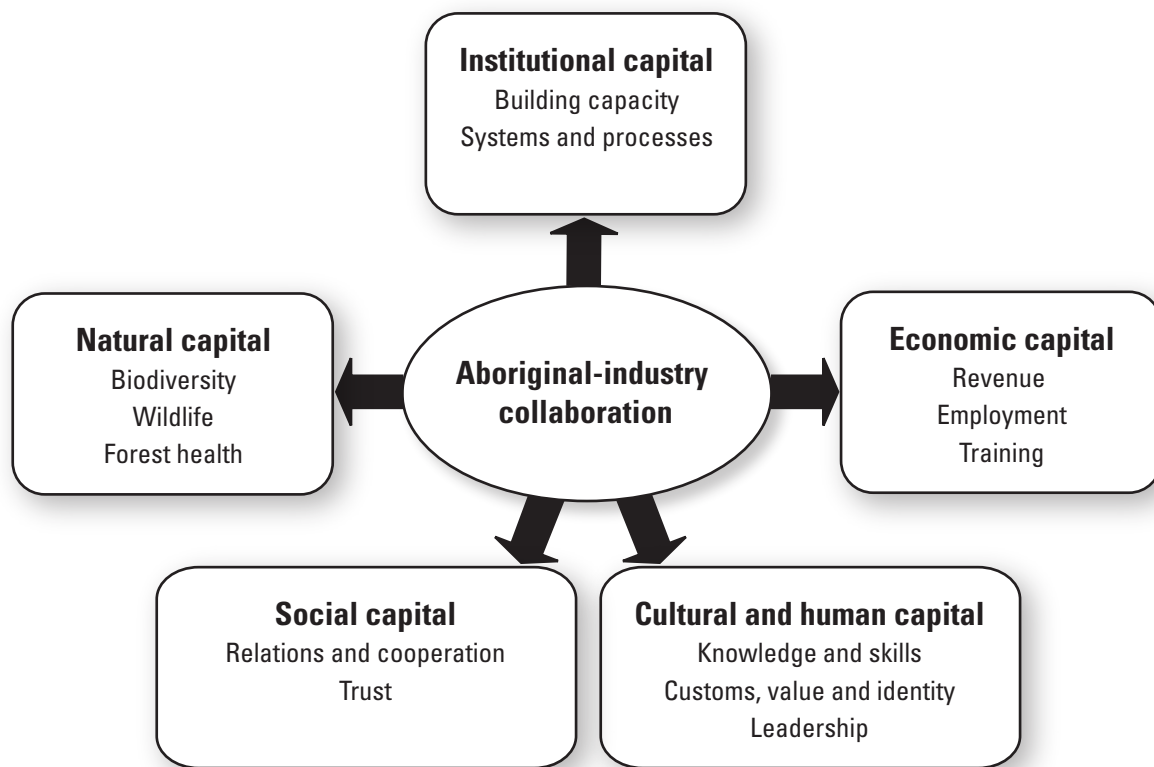 Institutional capital
Building capacity
Systems and processes
Natural capital
Biodiversity
Wildlife
Forest health
Aboriginal-industry
collaboration
Economic capital
Revenue
Employment
Training
Social capital
Relations and cooperation
Trust
Cultural and human capital
Knowledge and skills
Customs, value and identity
Leadership